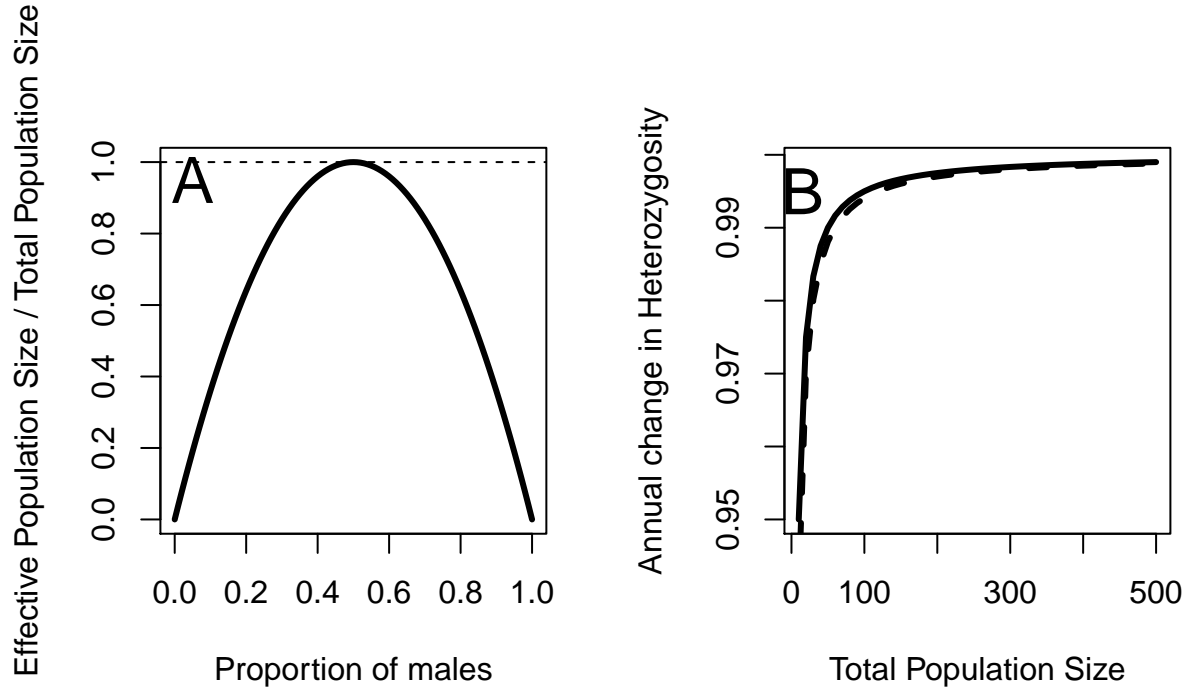 Effective Population Size / Total Population Size
A
1.0
0.8
0.6
0.4
0.2
0.0
0.0 0.2 0.4 0.6 0.8 1.0
Proportion of males
Annual change in Heterozygosity
B
0.99
0.97
0.95
0 100 300 500
Total Population Size